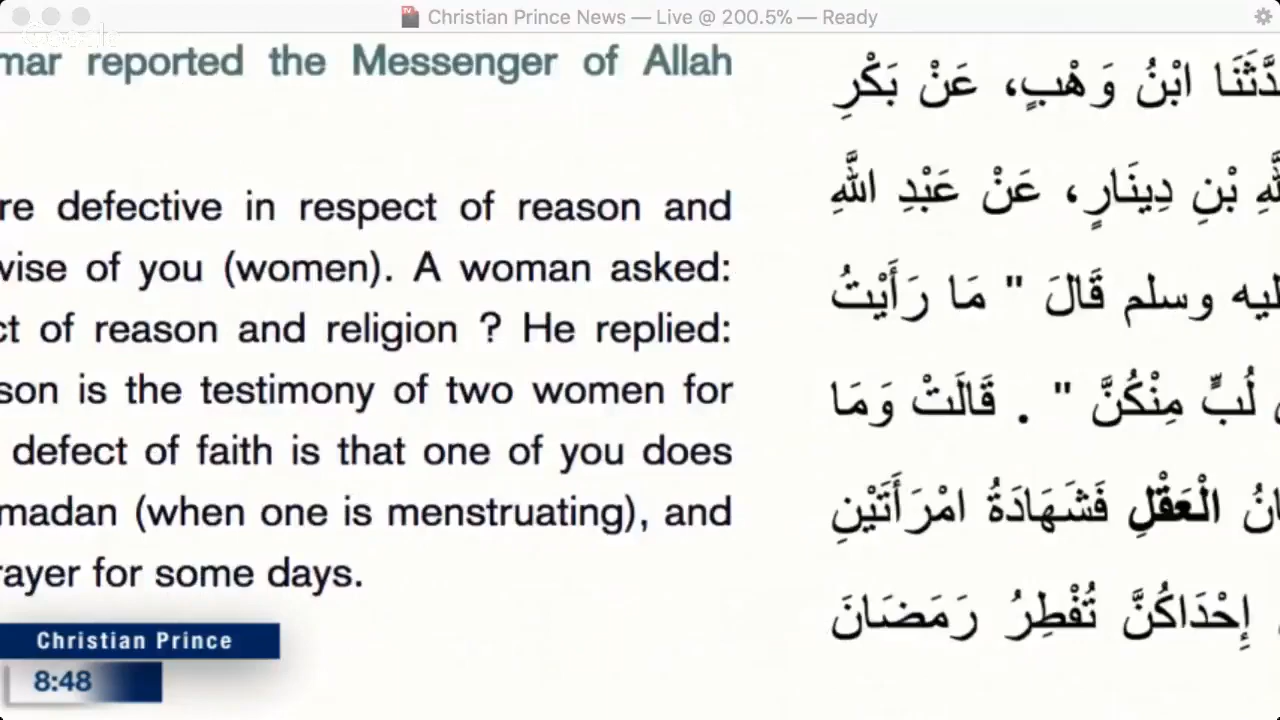 Christian Prince News — Live @ 200.5% — Ready
Google
mar reported the Messenger of Allah
re defective in respect of reason and
wise of you (women). A woman asked:
ct of reason and religion ? He replied:
son is the testimony of two women for
defect of faith is that one of you does
madan (when one is menstruating), and
rayer for some days.
دَّثَنَا ابْنُ وَهْبٍ، عَنْ بَكْرِ
لَّهِ بْنِ دِينَارٍ، عَنْ عَبْدِ اللَّهِ
ليه وسلم قَالَ " مَا رَأَيْتُ
لُبٍّ مِنْكُنَّ " . قَالَتْ وَمَا
انُ الْعَقْلِ فَشَهَادَةُ امْرَأَتَيْنِ
إِحْدَاكُنَّ تُفْطِرُ رَمَضَانَ
Christian Prince
8:48